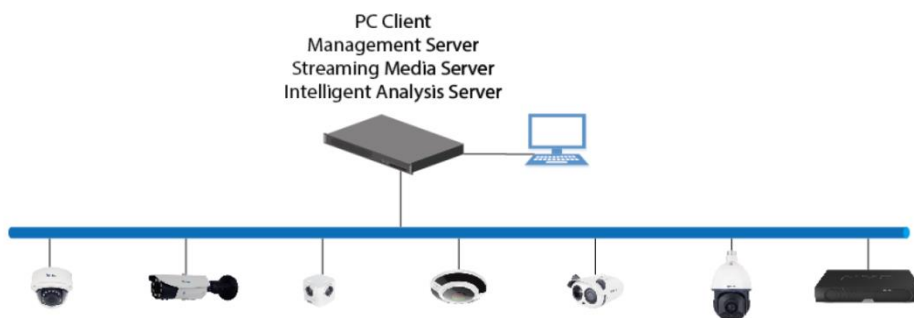 PC Client
Management Server
Streaming Media Server
Intelligent Analysis Server